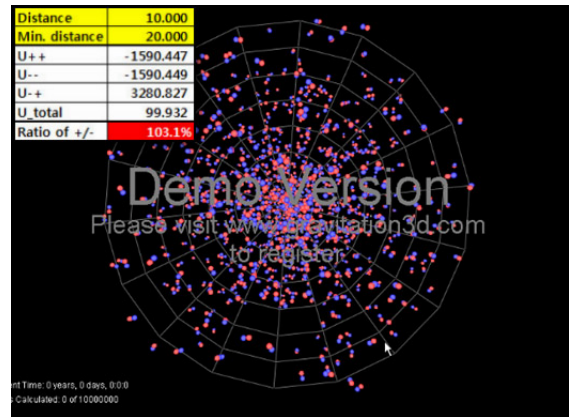 Distance 10.000
Min. distance 20.000
U++ -1590.447
U-- -1590.449
U-+ 3280.827
U_total 99.932
Ratio of +/- 103.1%
Demo Version
Please visit www.gravitation3d.com
to register
nt Time: 0 years, 0 days, 0:0:0
s Calculated: 0 of 10000000